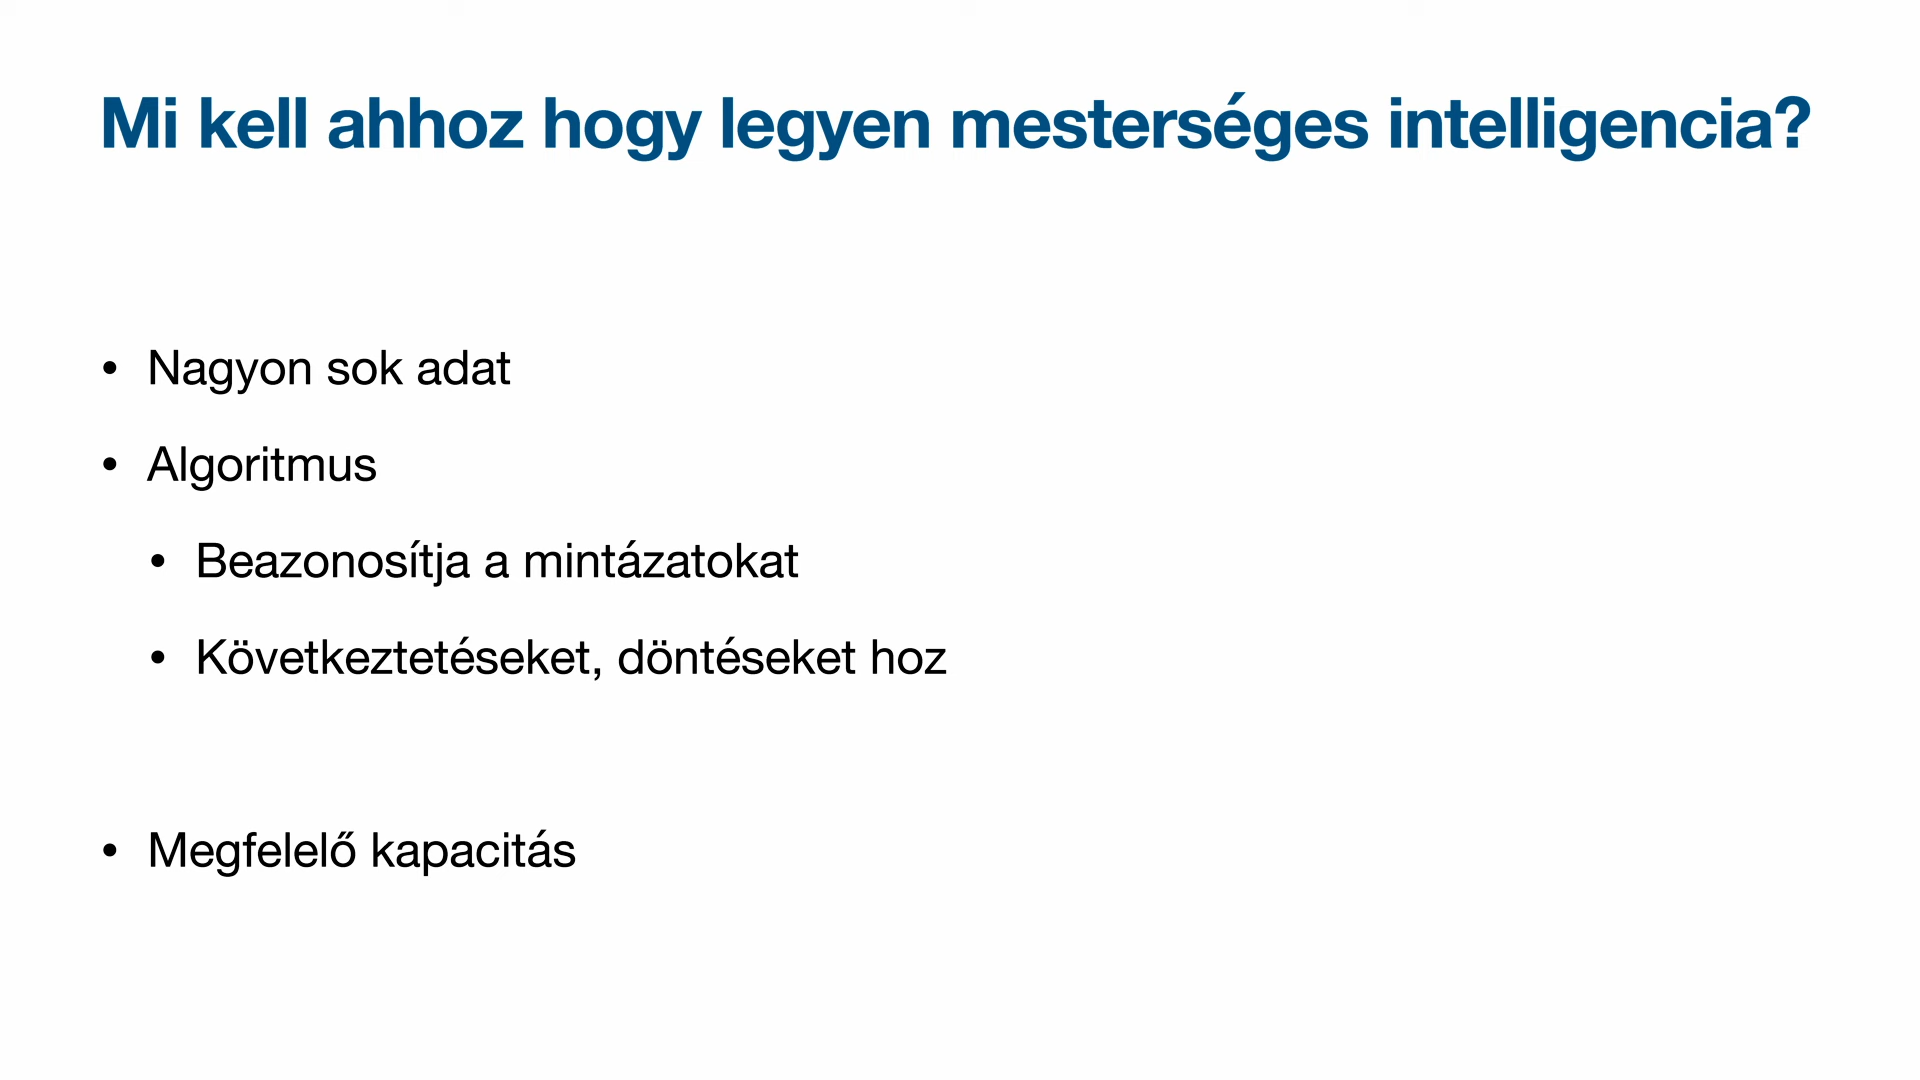 Mi kell ahhoz hogy legyen mesterséges intelligencia?
• Nagyon sok adat
• Algoritmus
• Beazonosítja a mintázatokat
• Következtetéseket, döntéseket hoz
• Megfelelő kapacitás